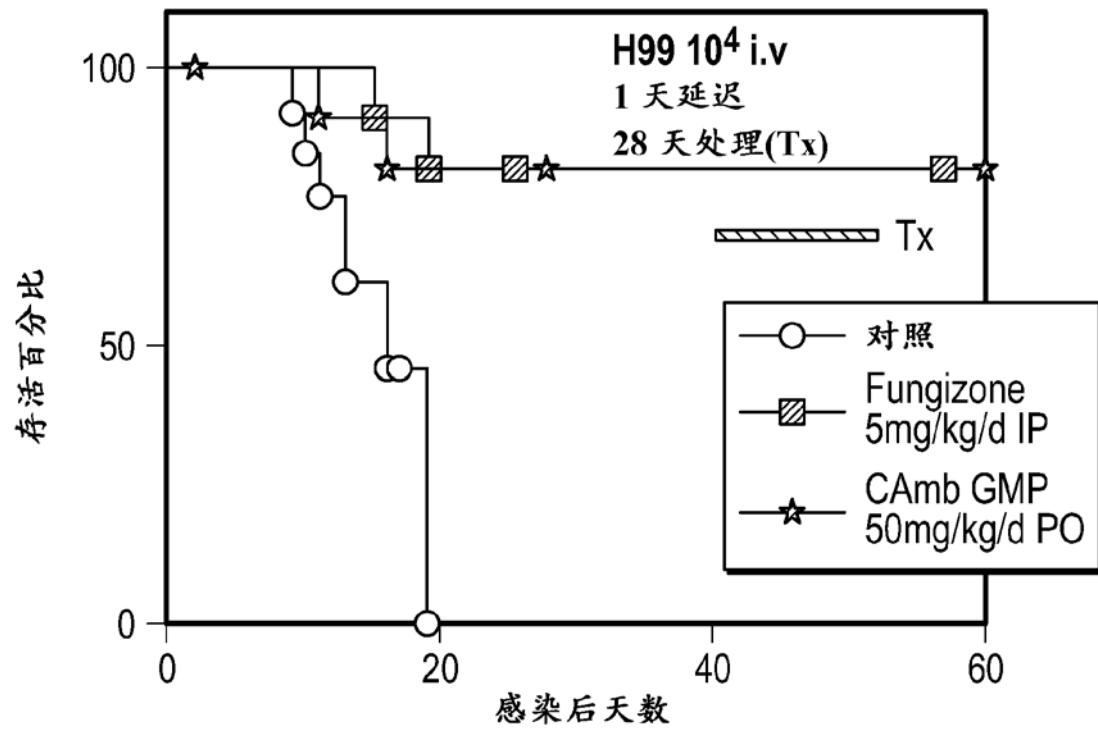 H99 10⁴ i.v
1 天延迟
28 天处理(Tx)
100
50
0
存活百分比
Tx
对照
Fungizone
5mg/kg/d IP
CAmb GMP
50mg/kg/d PO
0
20
40
60
感染后天数